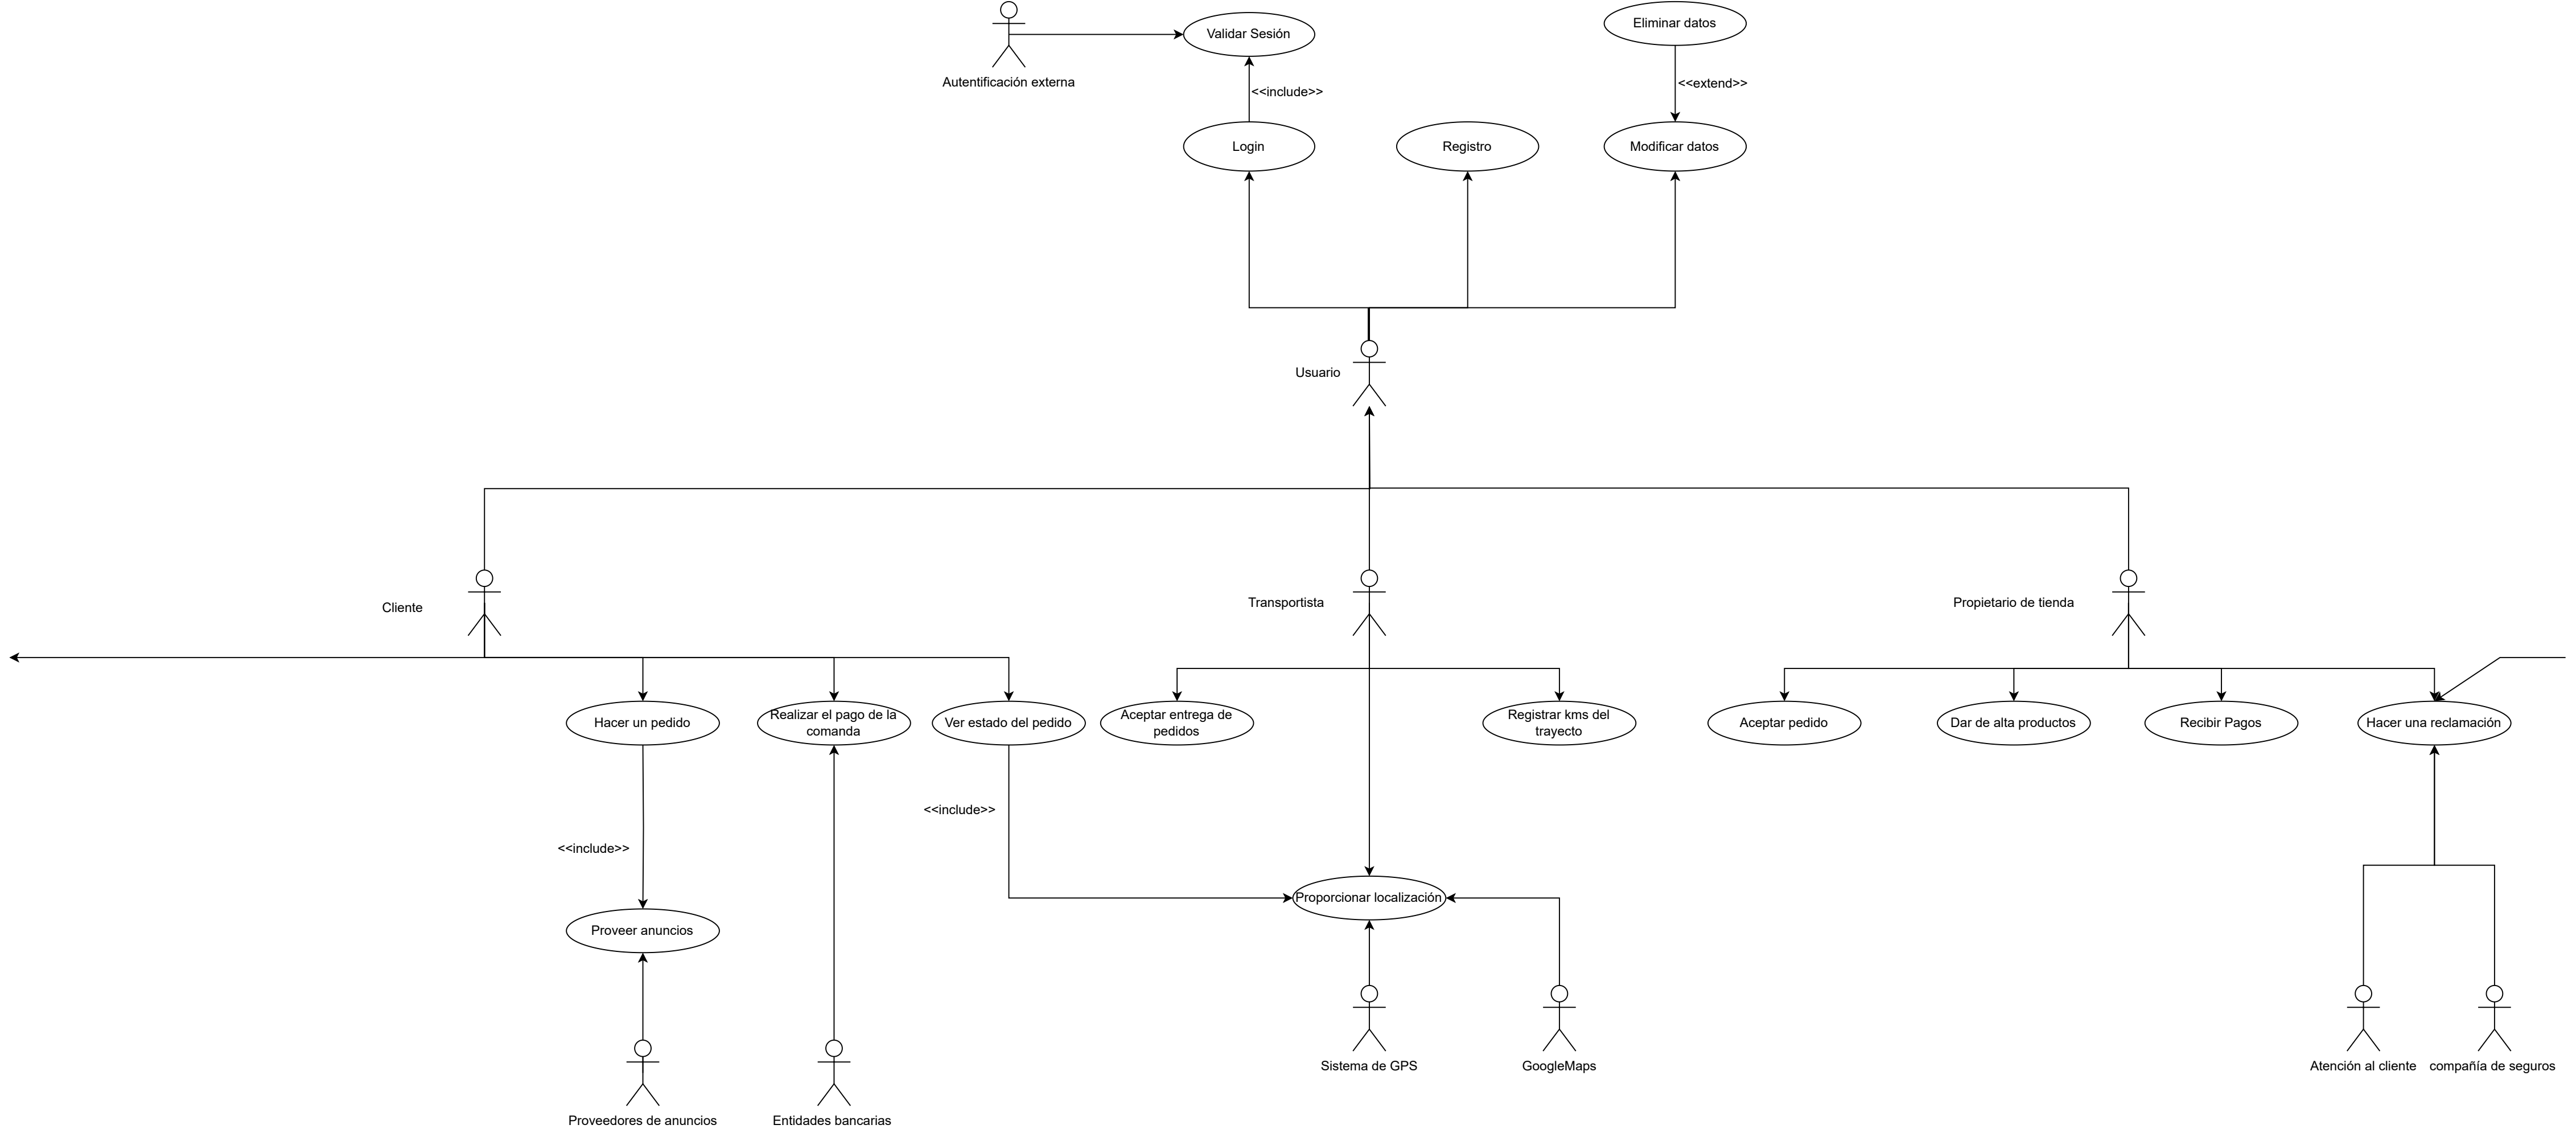 Eliminar datos
Validar Sesión
Autentificación externa
<<include>>
<<extend>>
Login
Registro
Modificar datos
Usuario
Cliente
Transportista
Propietario de tienda
Hacer un pedido
Realizar el pago de la
comanda
Ver estado del pedido
Aceptar entrega de
pedidos
Registrar kms del
trayecto
Aceptar pedido
Dar de alta productos
Recibir Pagos
Hacer una reclamación
<<include>>
<<include>>
Proporcionar localización
Proveer anuncios
Sistema de GPS
GoogleMaps
Atención al cliente
compañía de seguros
Proveedores de anuncios
Entidades bancarias